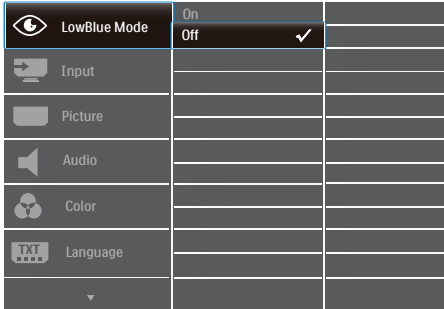 LowBlue Mode
On
Off
Input
Picture
Audio
Color
TXT
Language